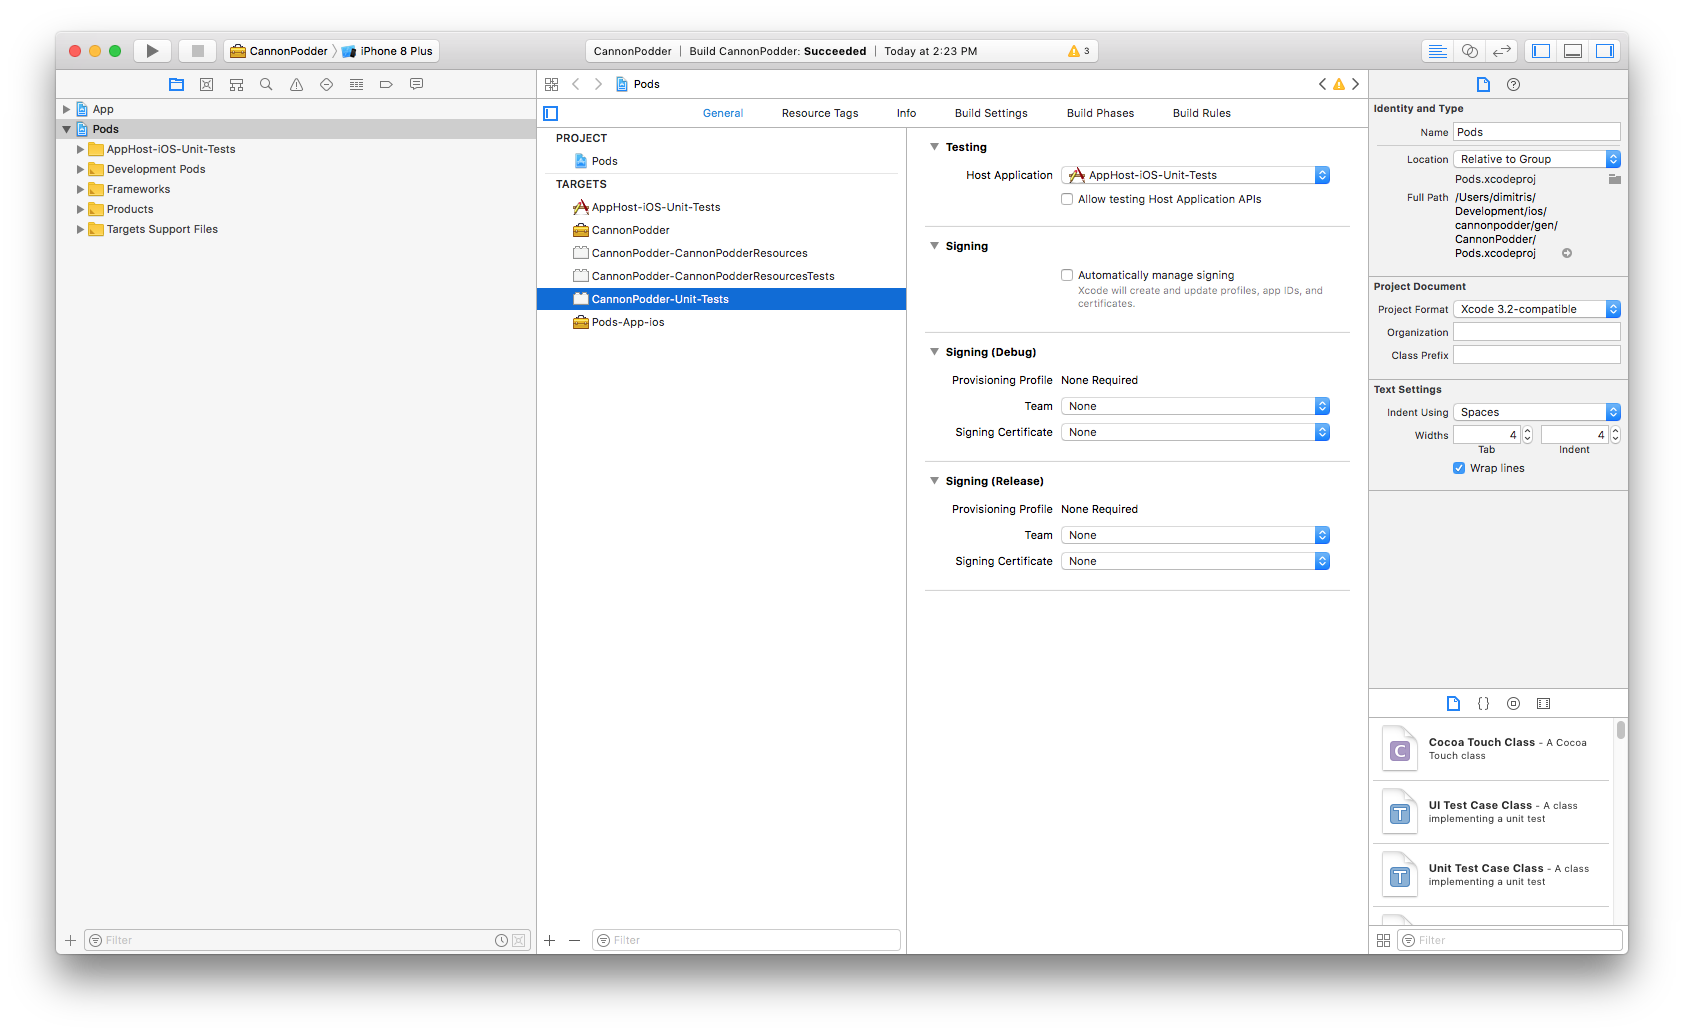 CannonPodder
iPhone 8 Plus
CannonPodder | Build CannonPodder: Succeeded | Today at 2:23 PM
3
App
Pods
AppHost-iOS-Unit-Tests
Development Pods
Frameworks
Products
Targets Support Files
Filter
Pods
General
Resource Tags
Info
Build Settings
Build Phases
Build Rules
PROJECT
Pods
TARGETS
AppHost-iOS-Unit-Tests
CannonPodder
CannonPodder-CannonPodderResources
CannonPodder-CannonPodderResourcesTests
CannonPodder-Unit-Tests
Pods-App-ios
Filter
Testing
Host Application AppHost-iOS-Unit-Tests
Allow testing Host Application APIs
Signing
Automatically manage signing
Xcode will create and update profiles, app IDs, and
certificates.
Signing (Debug)
Provisioning Profile None Required
Team None
Signing Certificate None
Signing (Release)
Provisioning Profile None Required
Team None
Signing Certificate None
Identity and Type
Name Pods
Location Relative to Group
Pods.xcodeproj
Full Path /Users/dimitris/
Development/ios/
cannonpodder/gen/
CannonPodder/
Pods.xcodeproj
Project Document
Project Format Xcode 3.2-compatible
Organization
Class Prefix
Text Settings
Indent Using Spaces
Widths 4 4
Tab Indent
Wrap lines
{}
C
Cocoa Touch Class - A Cocoa
Touch class
T
UI Test Case Class - A class
implementing a unit test
T
Unit Test Case Class - A class
implementing a unit test
Filter